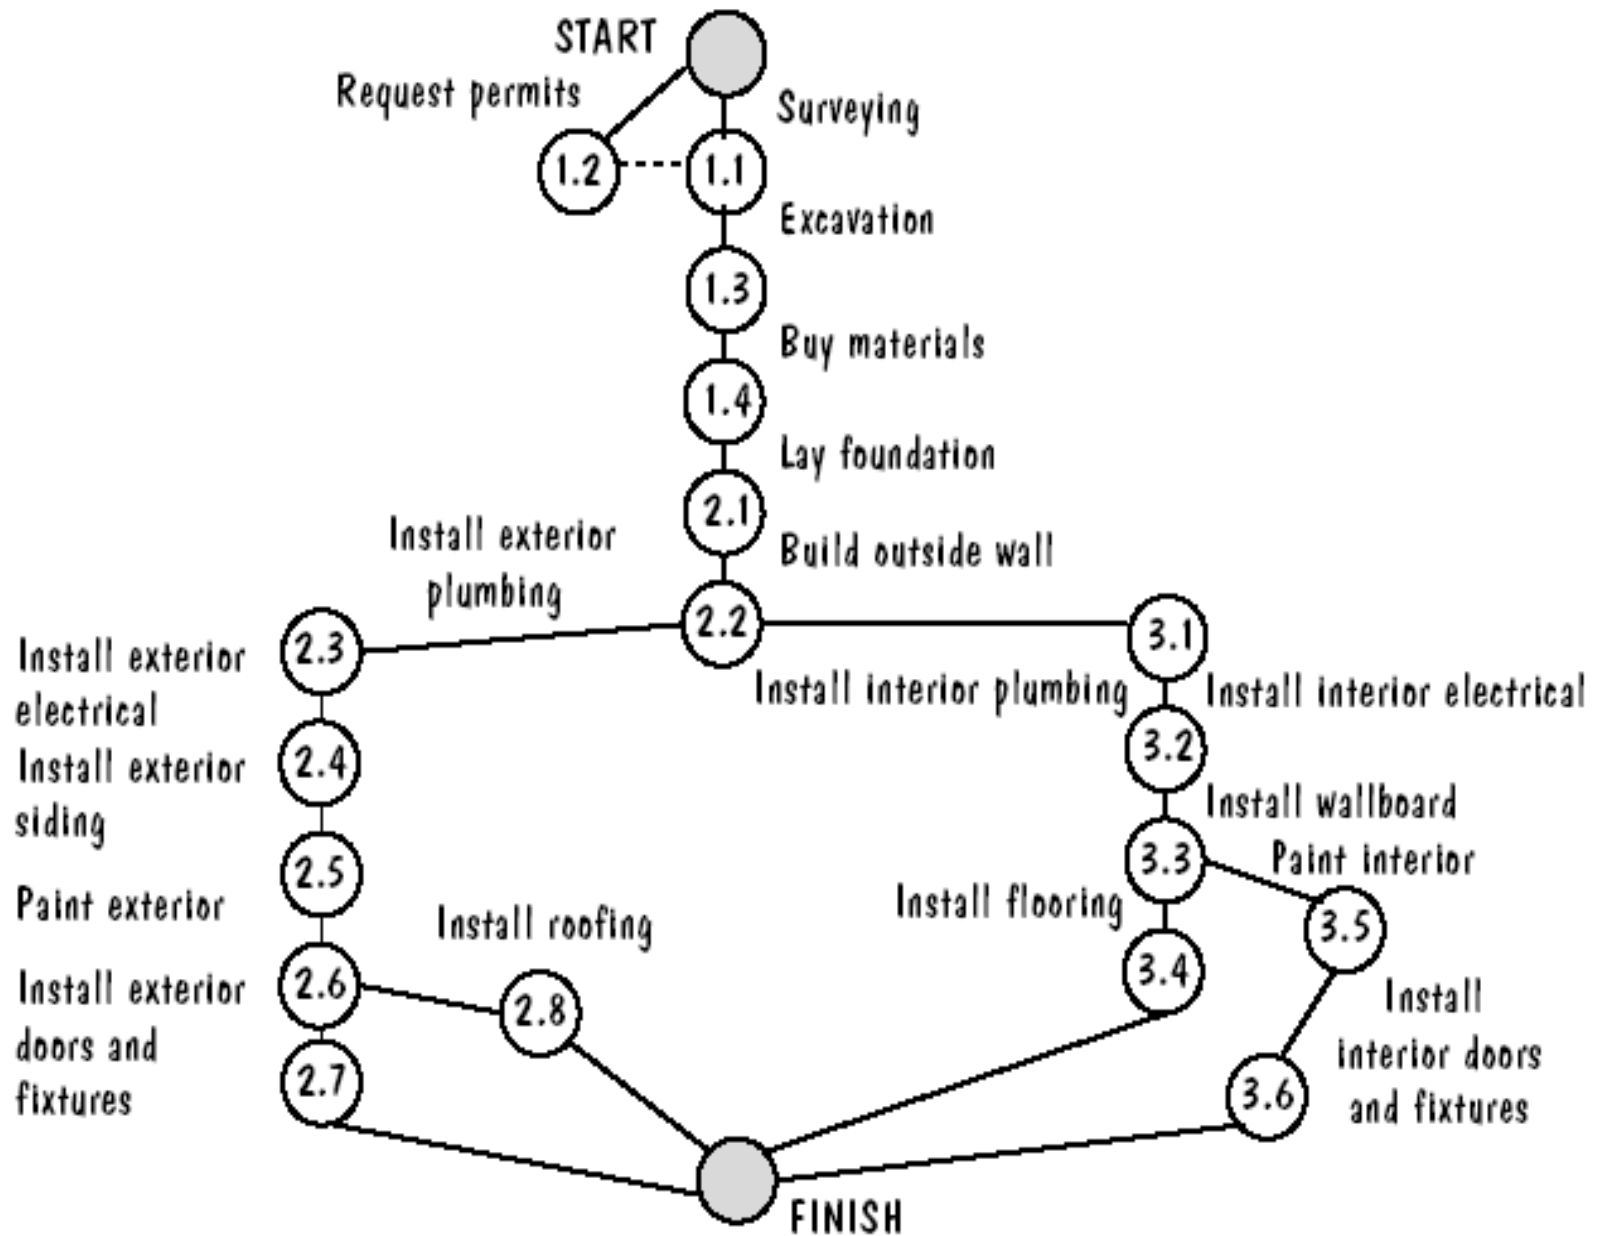 START
Request permits
Surveying
1.2
1.1
Excavation
1.3
Buy materials
1.4
Lay foundation
2.1
Install exterior
plumbing
Build outside wall
2.2
2.3
3.1
Install exterior
electrical
Install interior plumbing
Install interior electrical
2.4
3.2
Install exterior
siding
Install wallboard
2.5
3.3
Paint interior
Paint exterior
Install roofing
Install flooring
3.5
2.6
3.4
Install exterior
doors and
fixtures
2.8
Install
interior doors
and fixtures
2.7
3.6
FINISH